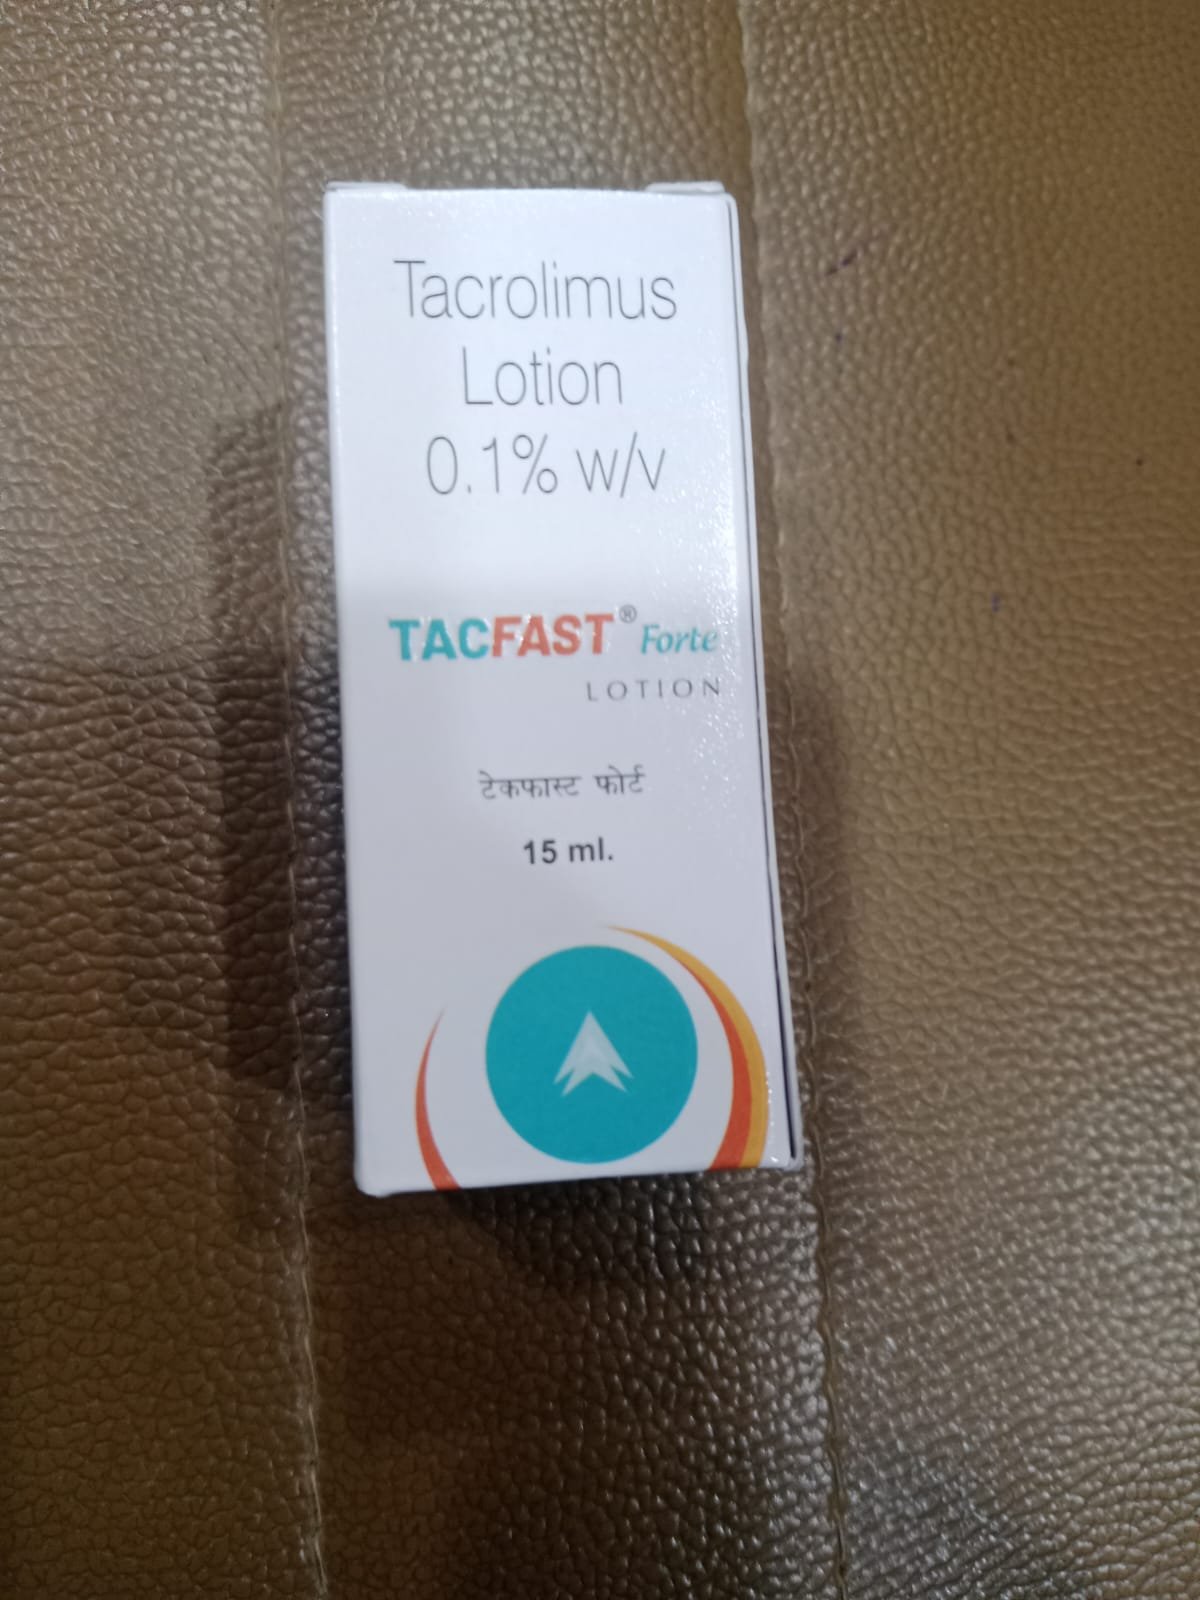 Tacrolimus
Lotion
0.1% w/v
TACFAST® Forte
LOTION
टेकफास्ट फोर्ट
15 ml.